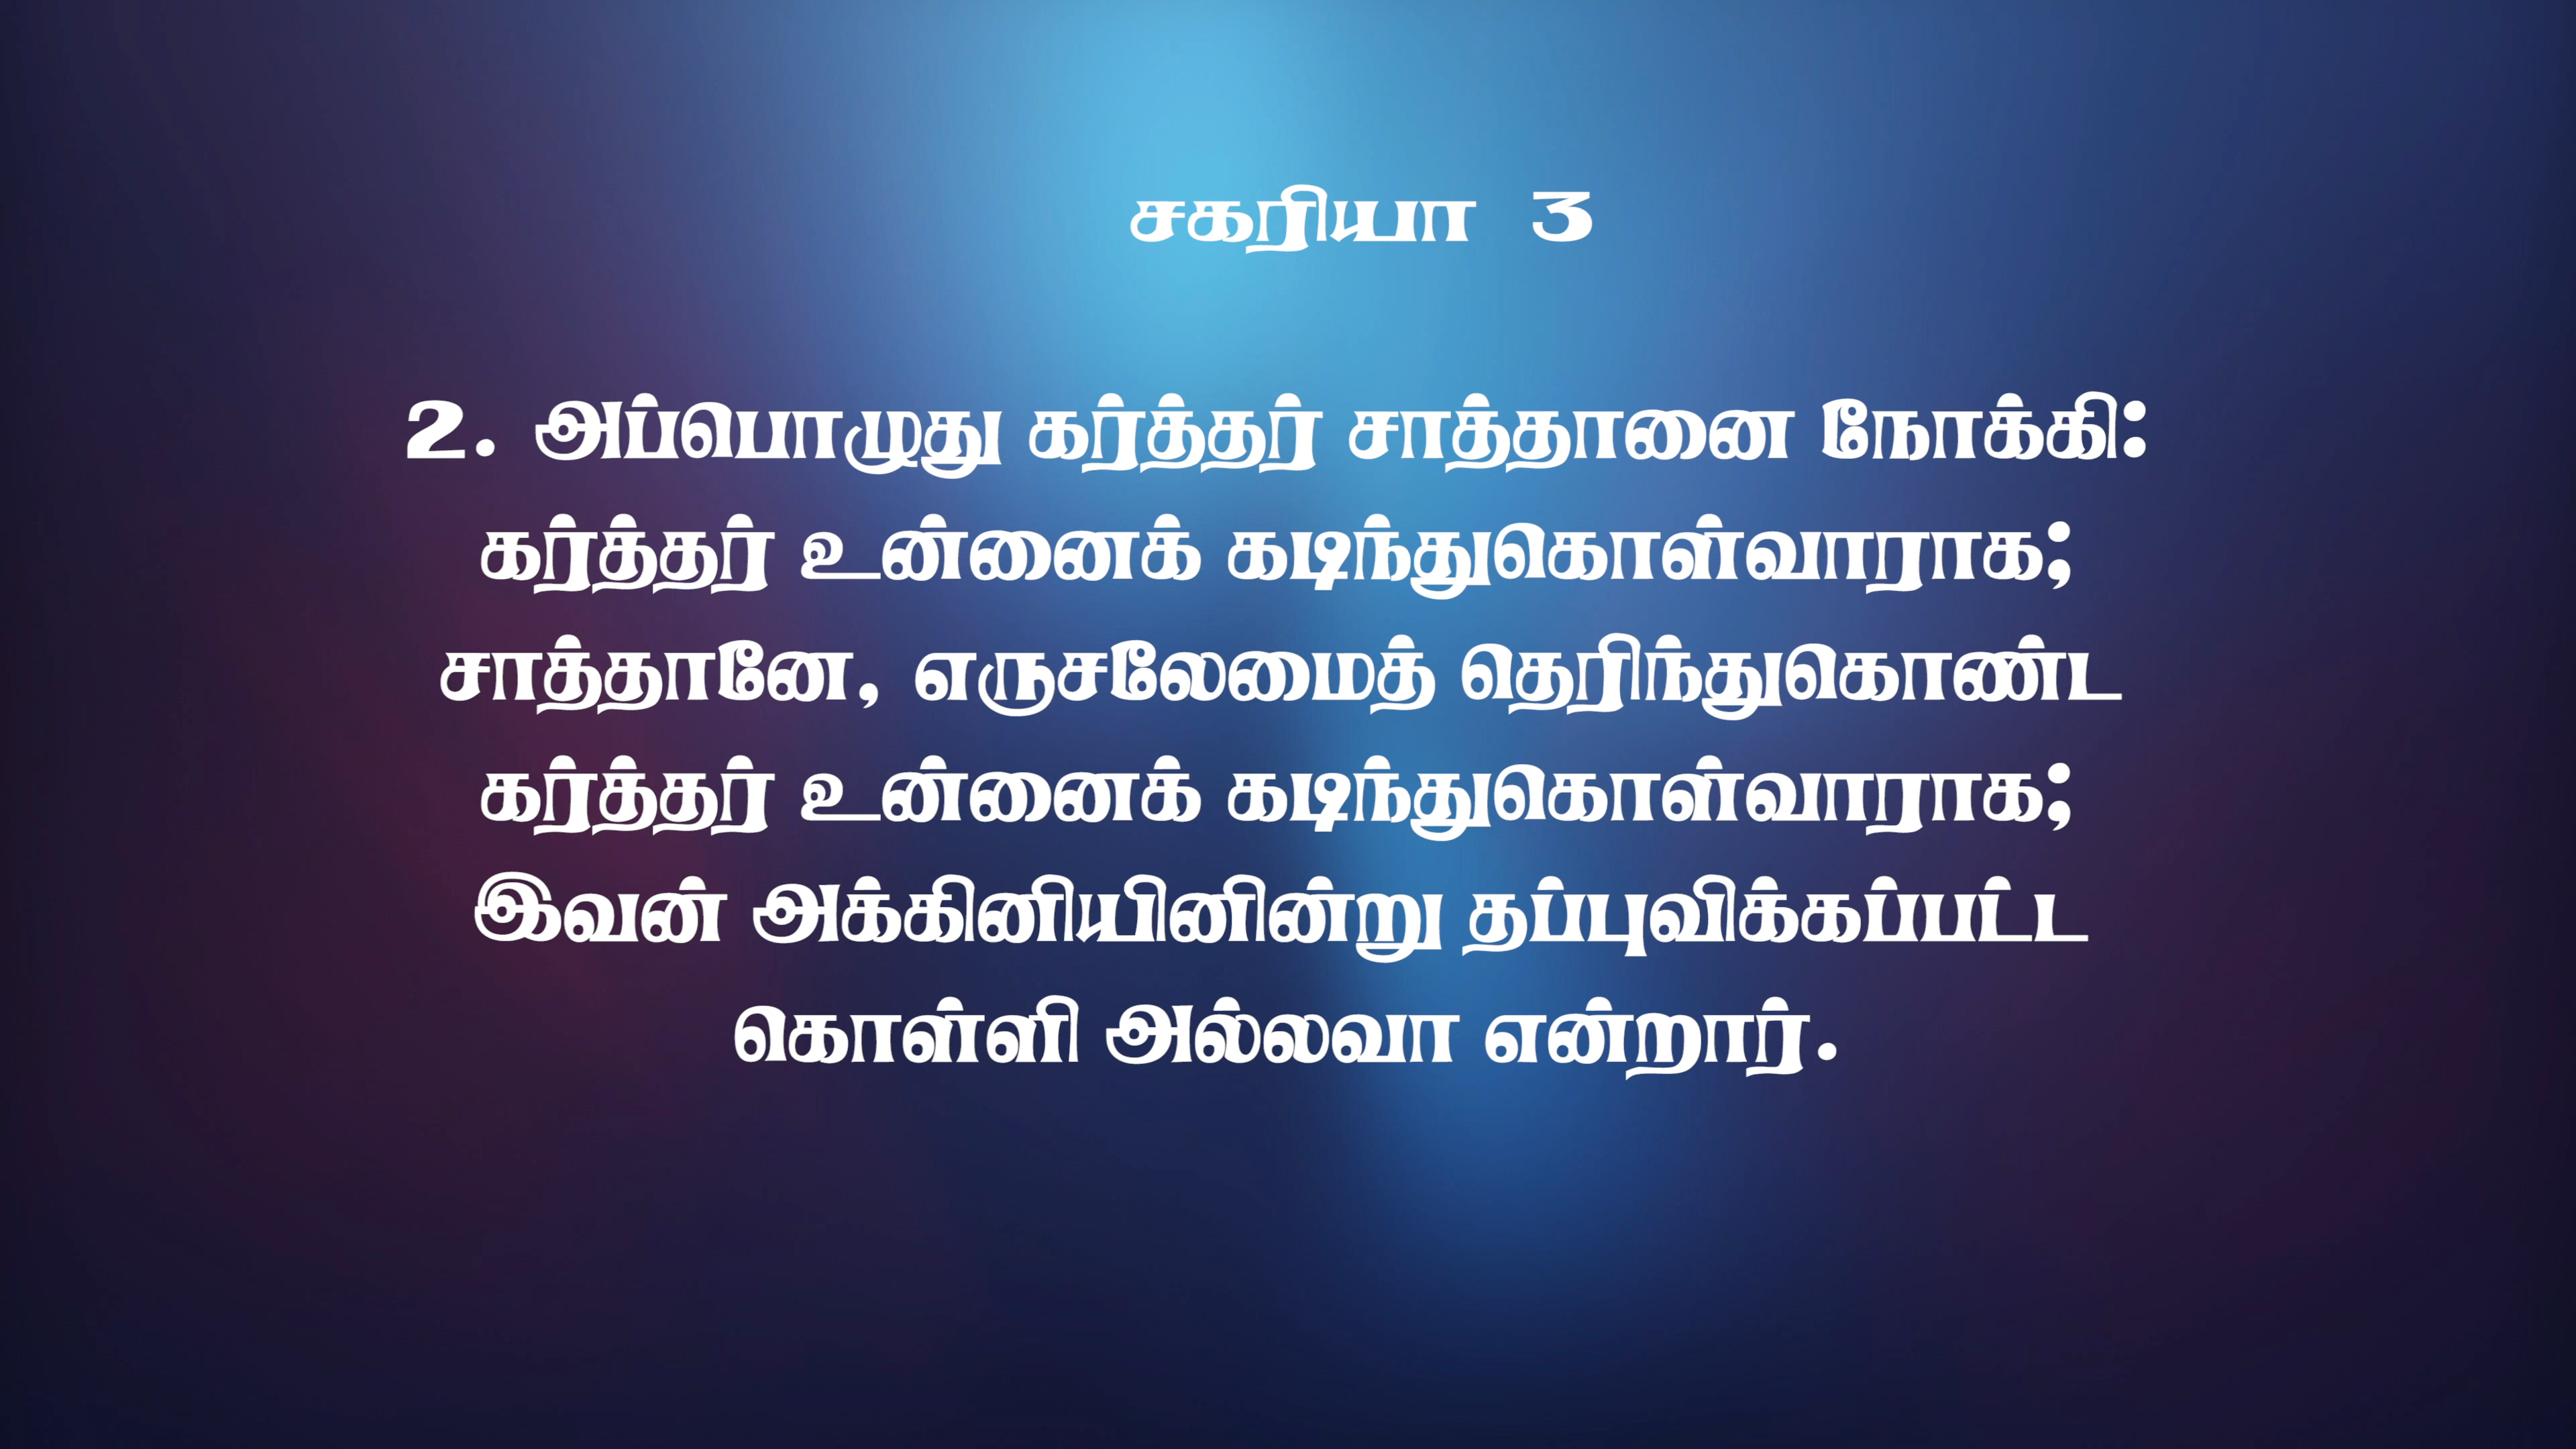 சகரியா 3
2. அப்பொழுது கர்த்தர் சாத்தானை நோக்கி:
கர்த்தர் உன்னைக் கடிந்துகொள்வாராக;
சாத்தானே, எருசலேமைத் தெரிந்துகொண்ட
கர்த்தர் உன்னைக் கடிந்துகொள்வாராக;
இவன் அக்கினியினின்று தப்புவிக்கப்பட்ட
கொள்ளி அல்லவா என்றார்.